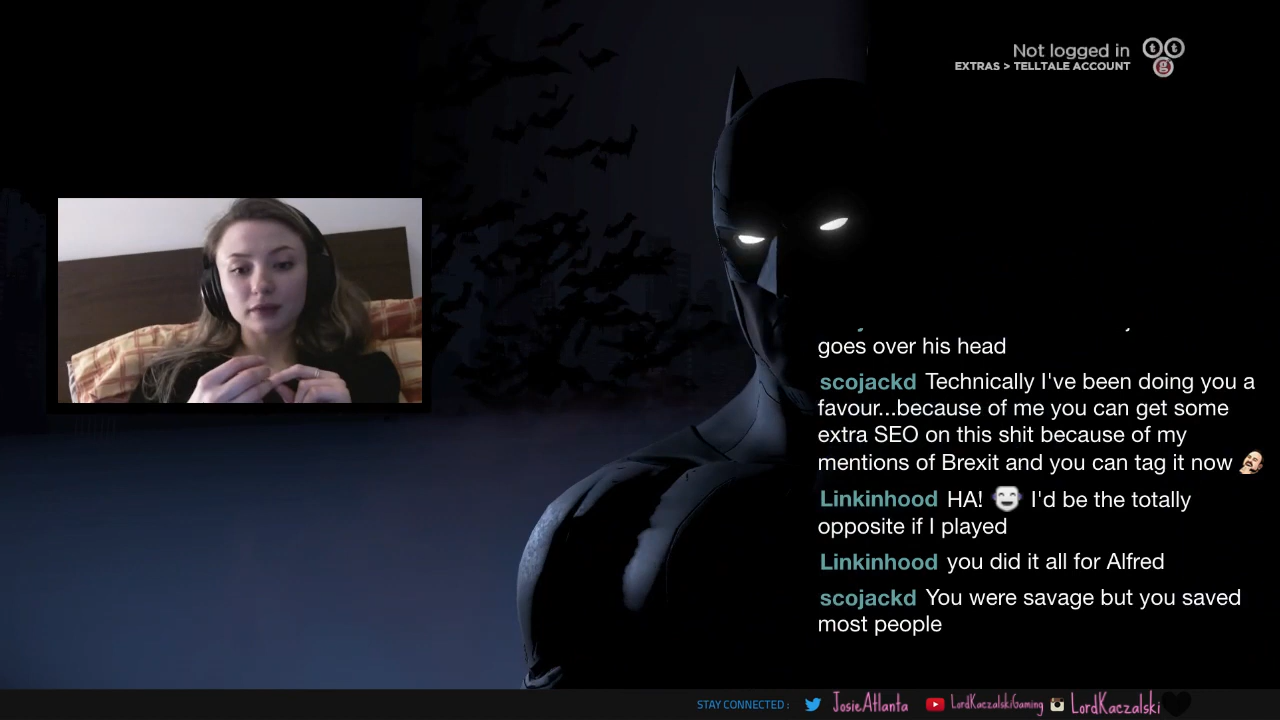 Not logged in
EXTRAS > TELLTALE ACCOUNT
goes over his head
scojackd Technically I've been doing you a
favour...because of me you can get some
extra SEO on this shit because of my
mentions of Brexit and you can tag it now
Linkinhood HA! I'd be the totally
opposite if I played
Linkinhood you did it all for Alfred
scojackd You were savage but you saved
most people
STAY CONNECTED : JosieAtlanta LordKaczalskiGaming LordKaczalski